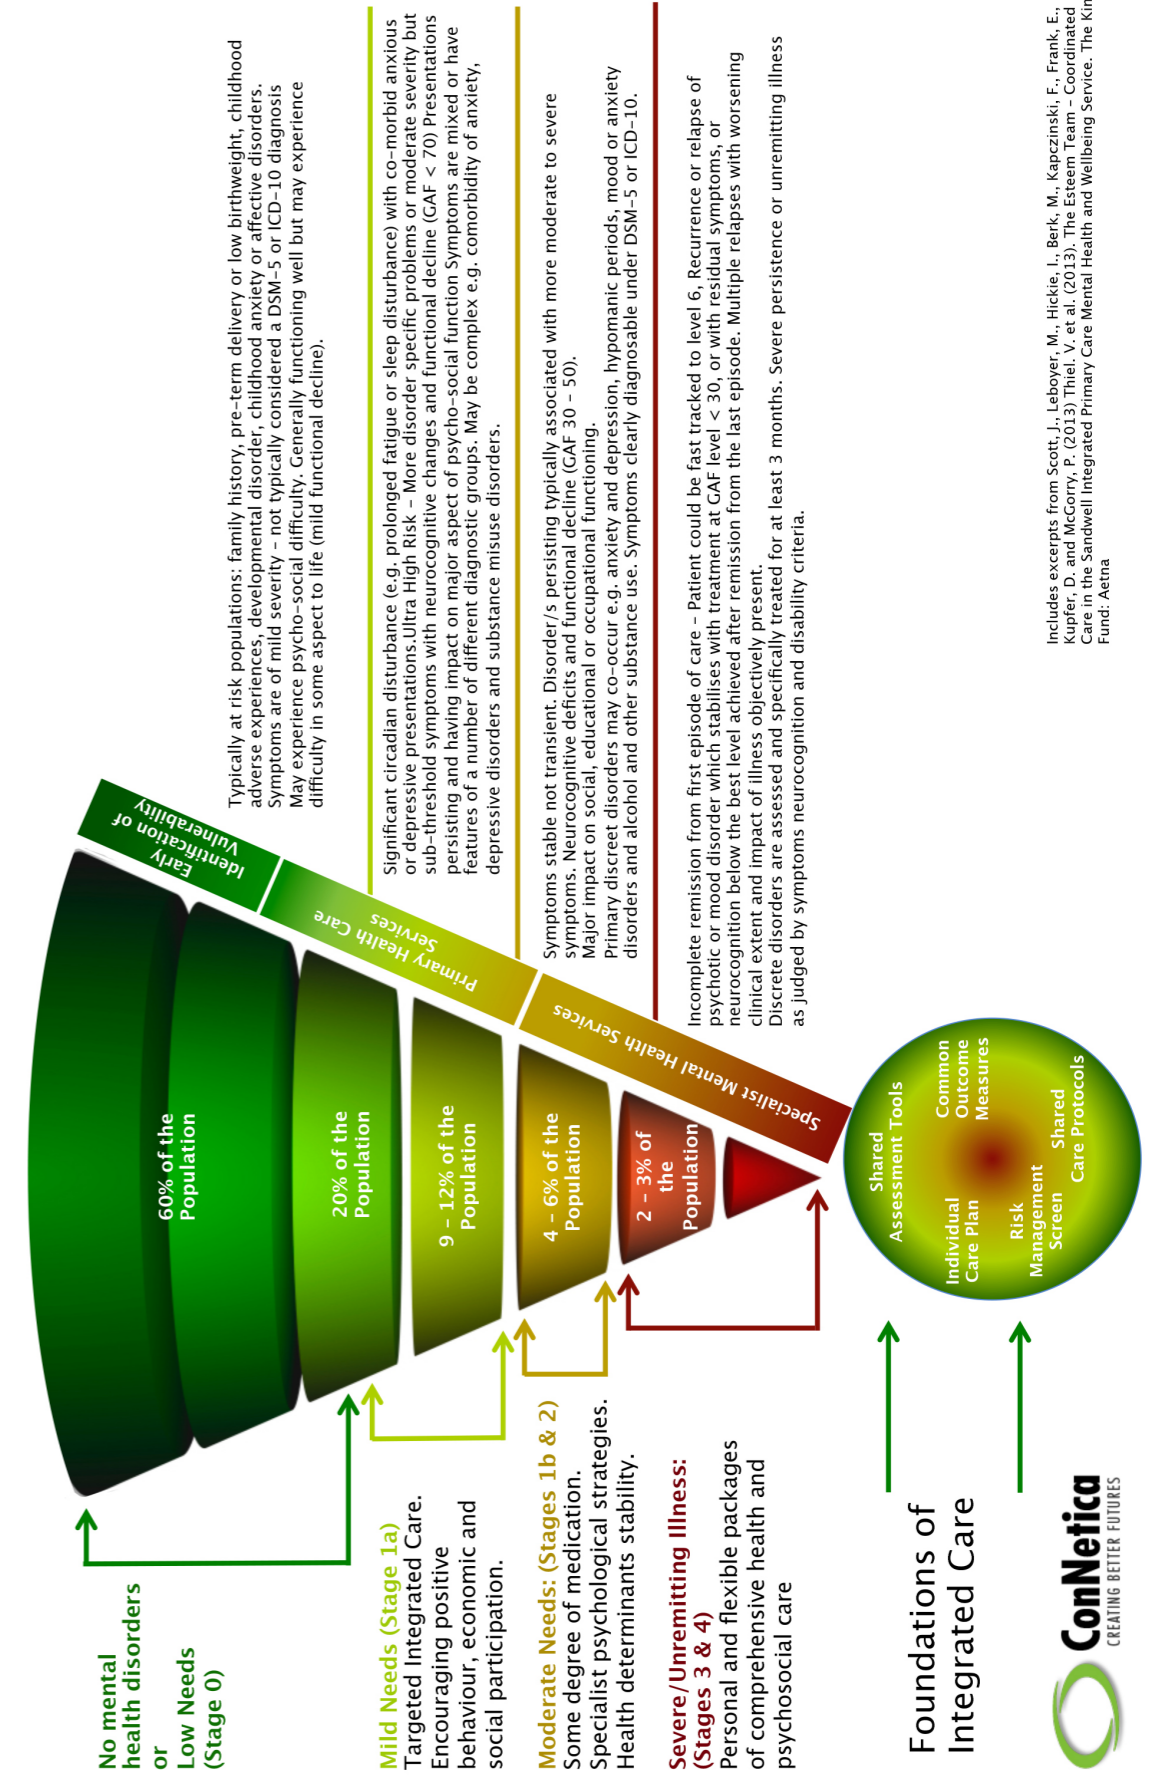 No mental
health disorders
or
Low Needs
(Stage 0)
Mild Needs (Stage 1a)
Targeted Integrated Care.
Encouraging positive
behaviour, economic and
social participation.
Moderate Needs: (Stages 1b & 2)
Some degree of medication.
Specialist psychological strategies.
Health determinants stability.
Severe/Unremitting Illness:
(Stages 3 & 4)
Personal and flexible packages
of comprehensive health and
psychosocial care
60% of the
Population
20% of the
Population
9 - 12% of the
Population
4 - 6% of the
Population
2 - 3% of
the
Population
Early
Identification of
Vulnerability
Primary Health Care
Services
Specialist Mental Health Services
Typically at risk populations: family history, pre-term delivery or low birthweight, childhood
adverse experiences, developmental disorder, childhood anxiety or affective disorders.
Symptoms are of mild severity - not typically considered a DSM-5 or ICD-10 diagnosis
May experience psycho-social difficulty. Generally functioning well but may experience
difficulty in some aspect to life (mild functional decline).
Significant circadian disturbance (e.g. prolonged fatigue or sleep disturbance) with co-morbid anxious
or depressive presentations.Ultra High Risk - More disorder specific problems or moderate severity but
sub-threshold symptoms with neurocognitive changes and functional decline (GAF < 70) Presentations
persisting and having impact on major aspect of psycho-social function Symptoms are mixed or have
features of a number of different diagnostic groups. May be complex e.g. comorbidity of anxiety,
depressive disorders and substance misuse disorders.
Symptoms stable not transient. Disorder/s persisting typically associated with more moderate to severe
symptoms. Neurocognitive deficits and functional decline (GAF 30 - 50).
Major impact on social, educational or occupational functioning.
Primary discreet disorders may co-occur e.g. anxiety and depression, hypomanic periods, mood or anxiety
disorders and alcohol and other substance use. Symptoms clearly diagnosable under DSM-5 or ICD-10.
Incomplete remission from first episode of care - Patient could be fast tracked to level 6, Recurrence or relapse of
psychotic or mood disorder which stabilises with treatment at GAF level < 30, or with residual symptoms, or
neurocognition below the best level achieved after remission from the last episode. Multiple relapses with worsening
clinical extent and impact of illness objectively present.
Discrete disorders are assessed and specifically treated for at least 3 months. Severe persistence or unremitting illness
as judged by symptoms neurocognition and disability criteria.
Foundations of
Integrated Care
Shared
Assessment Tools
Individual
Care Plan
Common
Outcome
Measures
Risk
Management
Screen
Shared
Care Protocols
ConNetica
CREATING BETTER FUTURES
Includes excerpts from Scott, J., Leboyer, M., Hickie, I., Berk, M., Kapczinski, F., Frank, E.,
Kupfer, D. and McGorry, P. (2013) Thiel. V. et al. (2013). The Esteem Team - Coordinated
Care in the Sandwell Integrated Primary Care Mental Health and Wellbeing Service. The Kin
Fund: Aetna